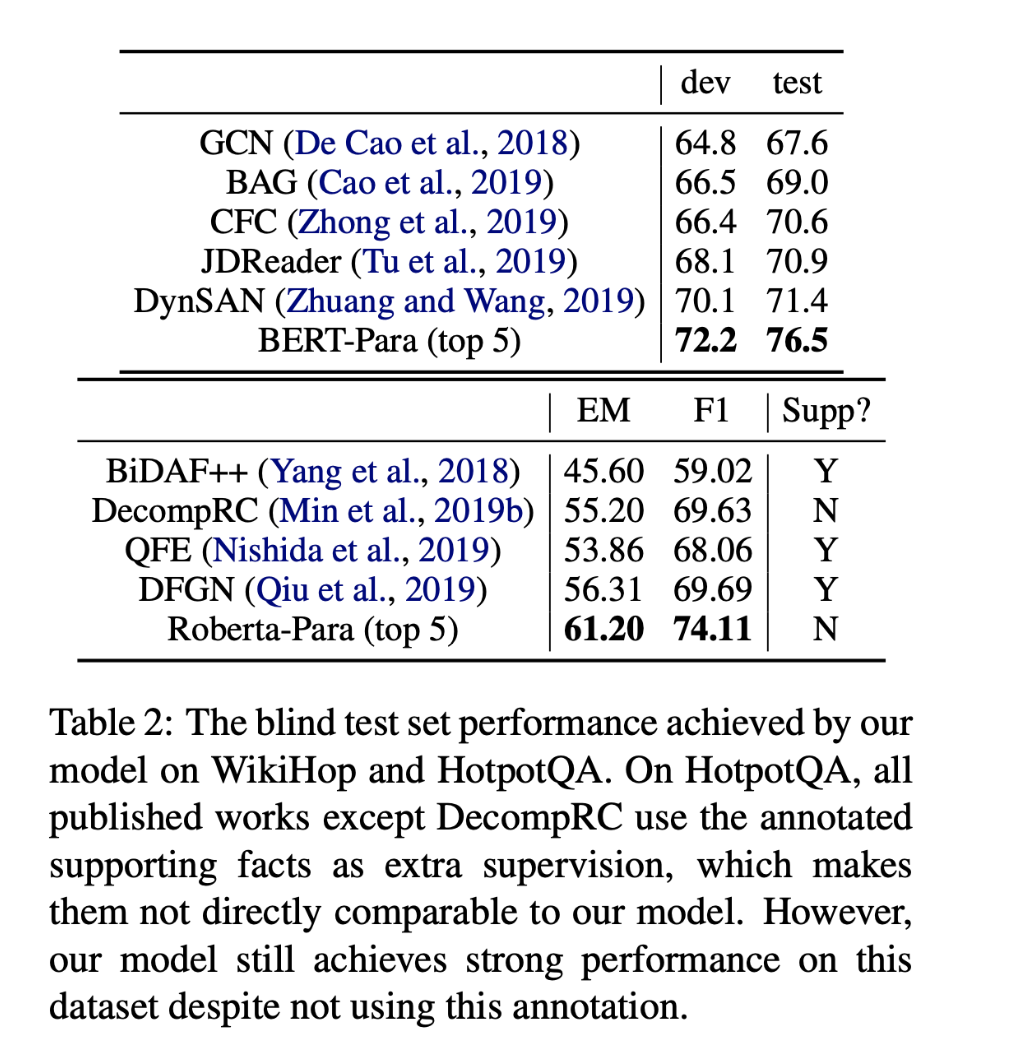 dev test
GCN (De Cao et al., 2018) 64.8 67.6
BAG (Cao et al., 2019) 66.5 69.0
CFC (Zhong et al., 2019) 66.4 70.6
JDReader (Tu et al., 2019) 68.1 70.9
DynSAN (Zhuang and Wang, 2019) 70.1 71.4
BERT-Para (top 5) 72.2 76.5
EM F1 Supp?
BiDAF++ (Yang et al., 2018) 45.60 59.02 Y
DecompRC (Min et al., 2019b) 55.20 69.63 N
QFE (Nishida et al., 2019) 53.86 68.06 Y
DFGN (Qiu et al., 2019) 56.31 69.69 Y
Roberta-Para (top 5) 61.20 74.11 N
Table 2: The blind test set performance achieved by our
model on WikiHop and HotpotQA. On HotpotQA, all
published works except DecompRC use the annotated
supporting facts as extra supervision, which makes
them not directly comparable to our model. However,
our model still achieves strong performance on this
dataset despite not using this annotation.